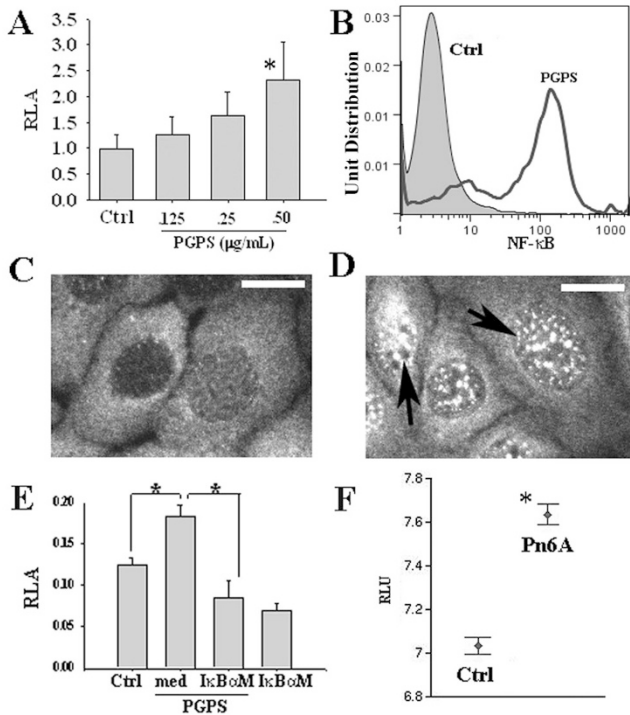 A
RLA
3.5
3.0
2.5
2.0
1.5
1.0
0.5
0.0
*
Ctrl .125 .25 .50
PGPS (µg/mL)
B
Unit Distribution
0.03
0.03
0.01
0.01
Ctrl
PGPS
1 10 100 1000
NF-κB
C
D
E
RLA
0.20
0.15
0.10
0.05
0.00
* *
Ctrl med IκBαM IκBαM
PGPS
F
RLU
7.8
7.6
7.4
7.2
7
6.8
*
Pn6A
Ctrl